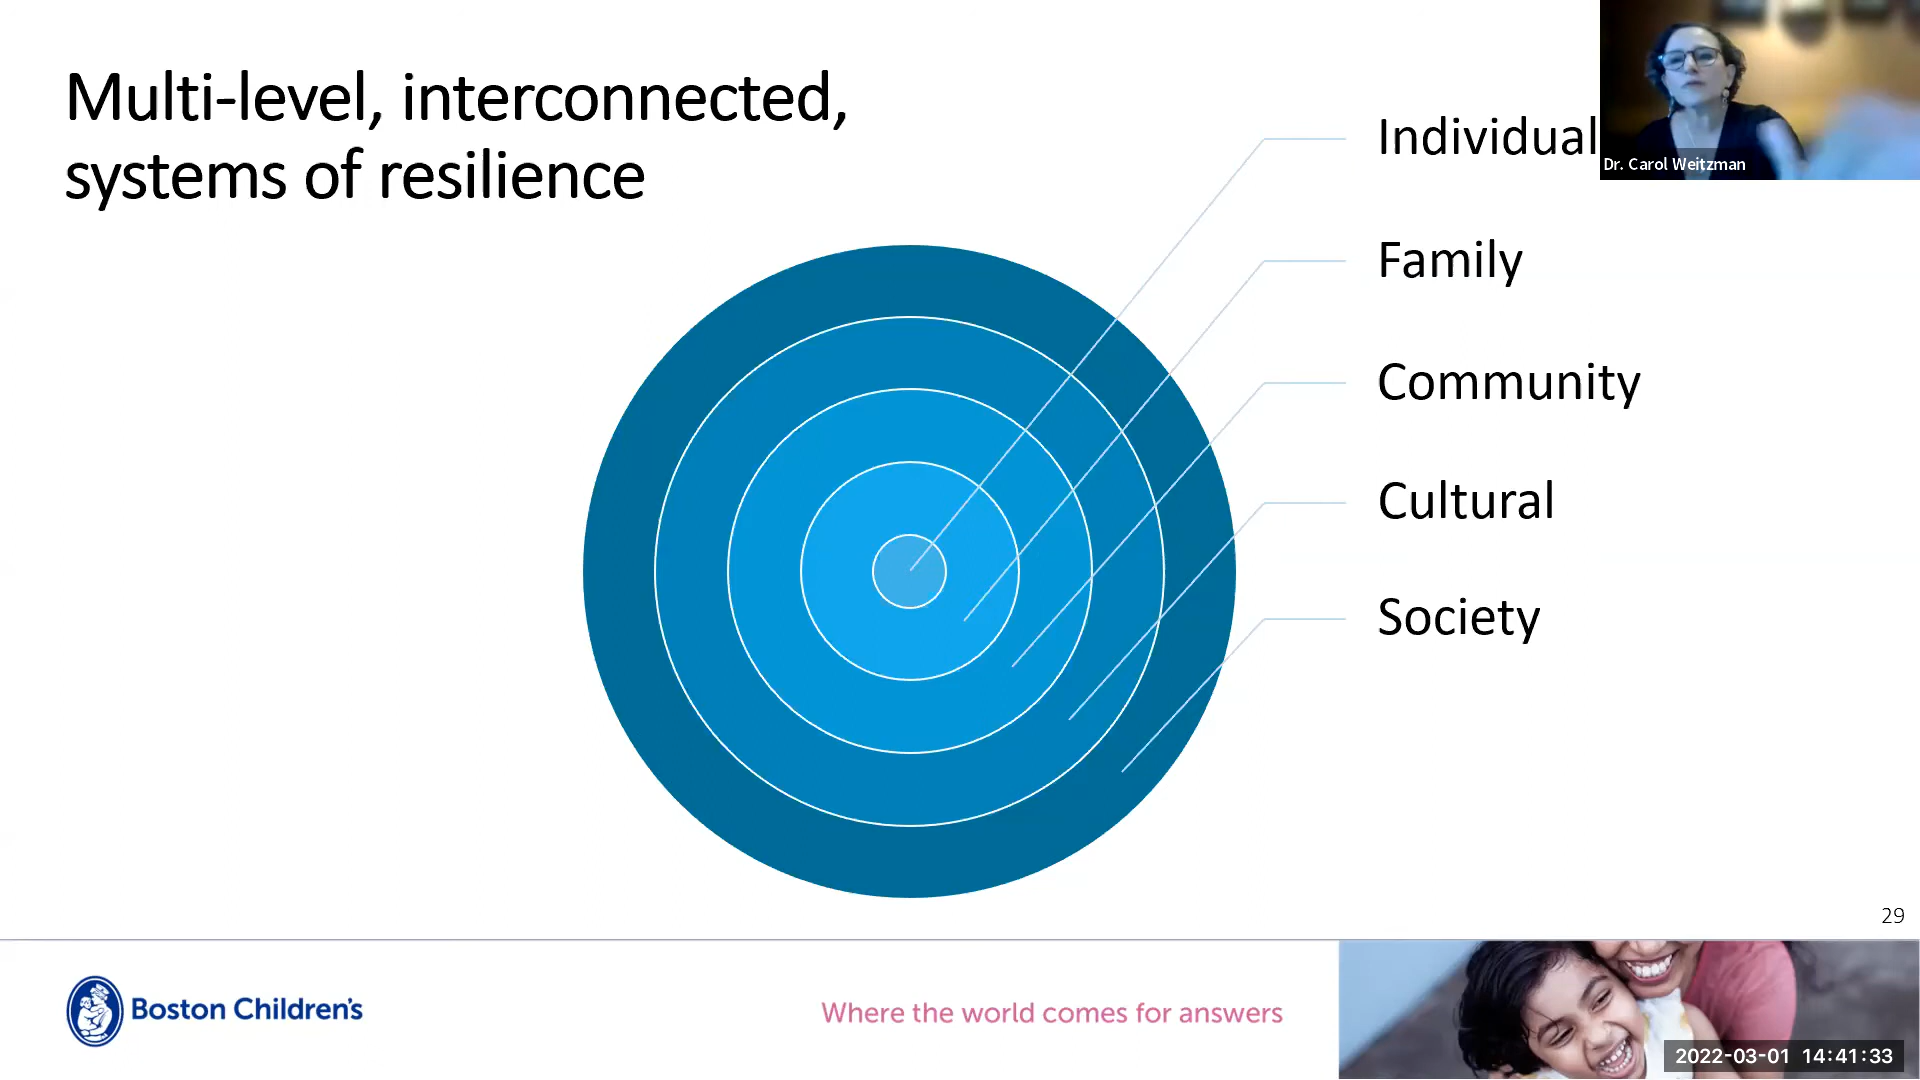 Multi-level, interconnected,
systems of resilience
Individual
Dr. Carol Weitzman
Family
Community
Cultural
Society
29
Boston Children's
Where the world comes for answers
2022-03-01 14:41:33